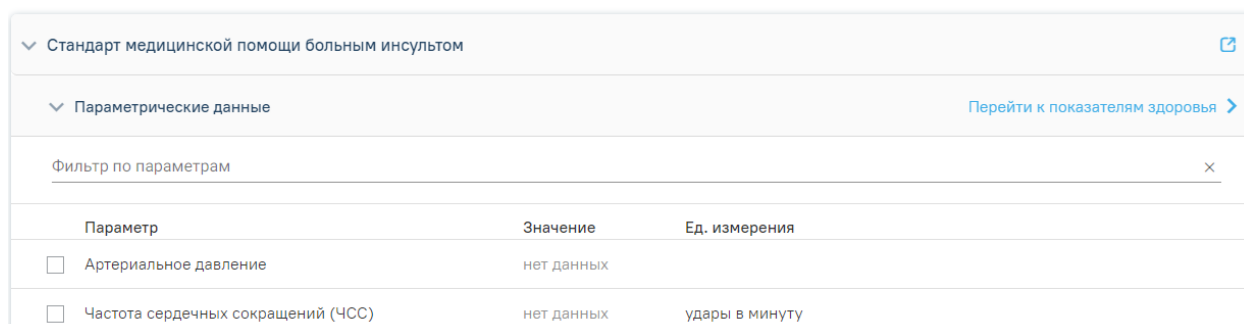 Стандарт медицинской помощи больным инсультом
Параметрические данные Перейти к показателям здоровья
Фильтр по параметрам
Параметр Значение Ед. измерения
Артериальное давление нет данных
Частота сердечных сокращений (ЧСС) нет данных удары в минуту